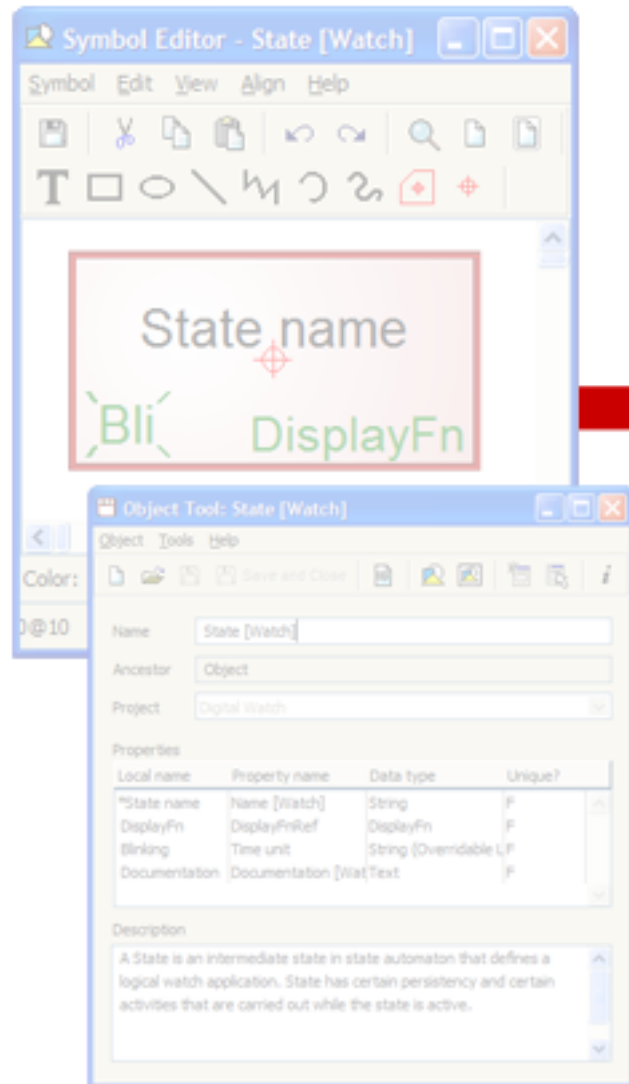 Symbol Editor - State [Watch]
Symbol Edit View Align Help
T
State name
Bli DisplayFn
Object Tool: State [Watch]
Object Tools Help
Color:
Save and Close
@10
Name State [Watch]
Ancestor Object
Project Digital Watch
Properties
Local name Property name Data type Unique?
*State name Name [Watch] String F
DisplayFn DisplayFnRef DisplayFn F
Blinking Time unit String (Overridable L F
Documentation Documentation [Wat Text F
Description
A State is an intermediate state in state automaton that defines a
logical watch application. State has certain persistency and certain
activities that are carried out while the state is active.